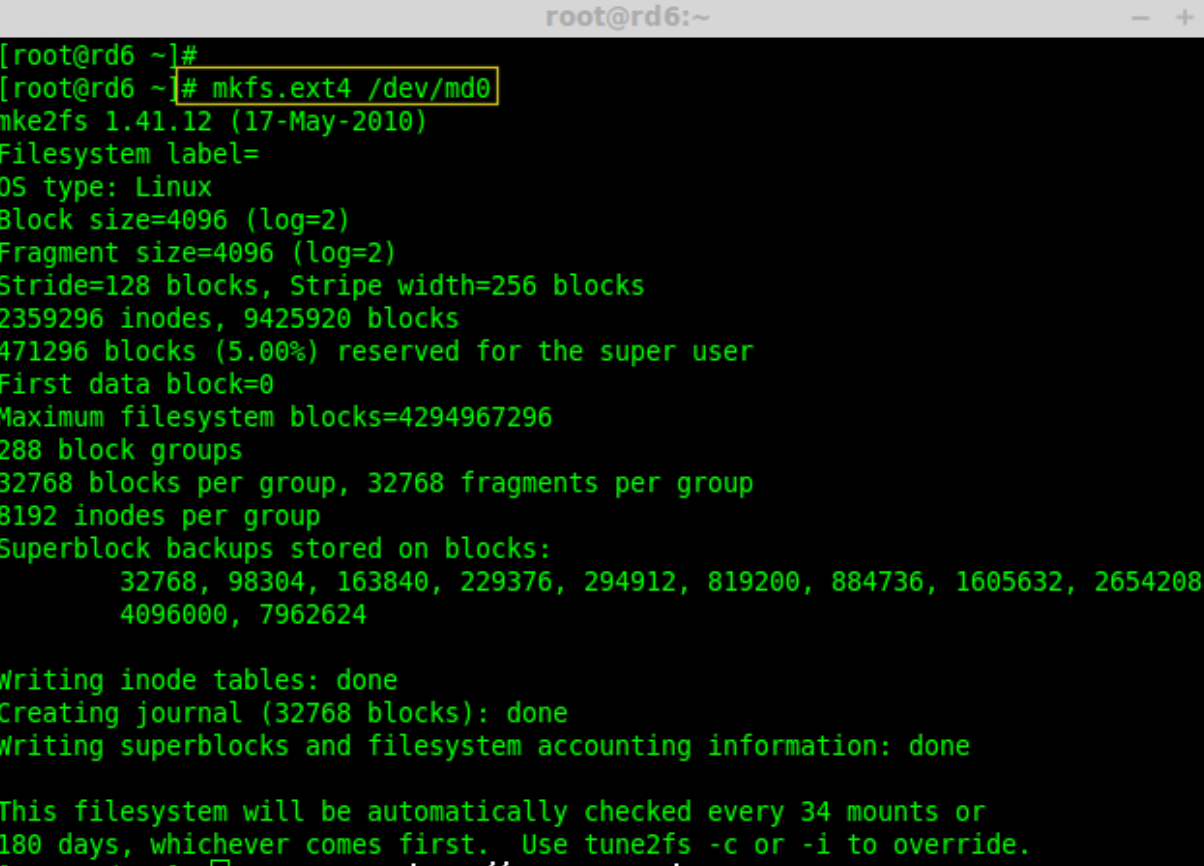 root@rd6:~
[root@rd6 ~]#
[root@rd6 ~]# mkfs.ext4 /dev/md0
mke2fs 1.41.12 (17-May-2010)
Filesystem label=
OS type: Linux
Block size=4096 (log=2)
Fragment size=4096 (log=2)
Stride=128 blocks, Stripe width=256 blocks
2359296 inodes, 9425920 blocks
471296 blocks (5.00%) reserved for the super user
First data block=0
Maximum filesystem blocks=4294967296
288 block groups
32768 blocks per group, 32768 fragments per group
8192 inodes per group
Superblock backups stored on blocks:
32768, 98304, 163840, 229376, 294912, 819200, 884736, 1605632, 2654208
4096000, 7962624
Writing inode tables: done
Creating journal (32768 blocks): done
Writing superblocks and filesystem accounting information: done
This filesystem will be automatically checked every 34 mounts or
180 days, whichever comes first.  Use tune2fs -c or -i to override.